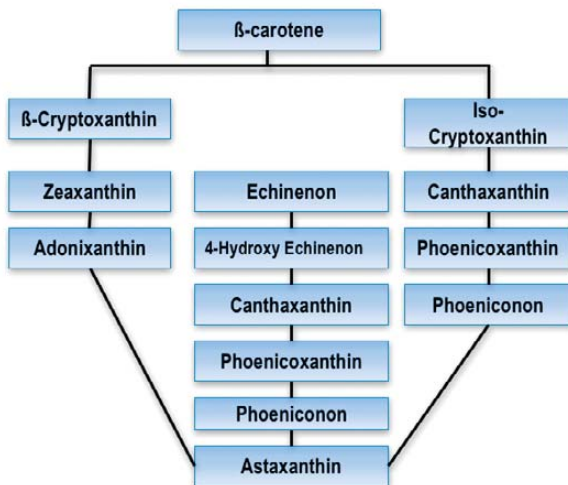 ß-carotene
ß-Cryptoxanthin
Iso-
Cryptoxanthin
Zeaxanthin
Echinenon
Canthaxanthin
Adonixanthin
4-Hydroxy Echinenon
Phoenicoxanthin
Canthaxanthin
Phoeniconon
Phoenicoxanthin
Phoeniconon
Astaxanthin